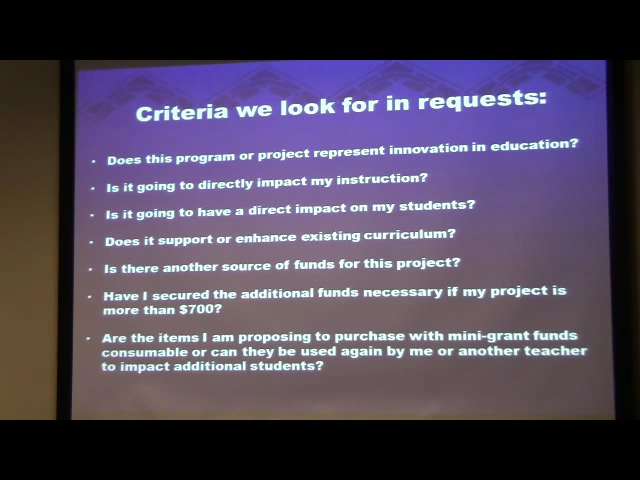 Criteria we look for in requests:
• Does this program or project represent innovation in education?
• Is it going to directly impact my instruction?
• Is it going to have a direct impact on my students?
• Does it support or enhance existing curriculum?
• Is there another source of funds for this project?
• Have I secured the additional funds necessary if my project is
more than $700?
• Are the items I am proposing to purchase with mini-grant funds
consumable or can they be used again by me or another teacher
to impact additional students?